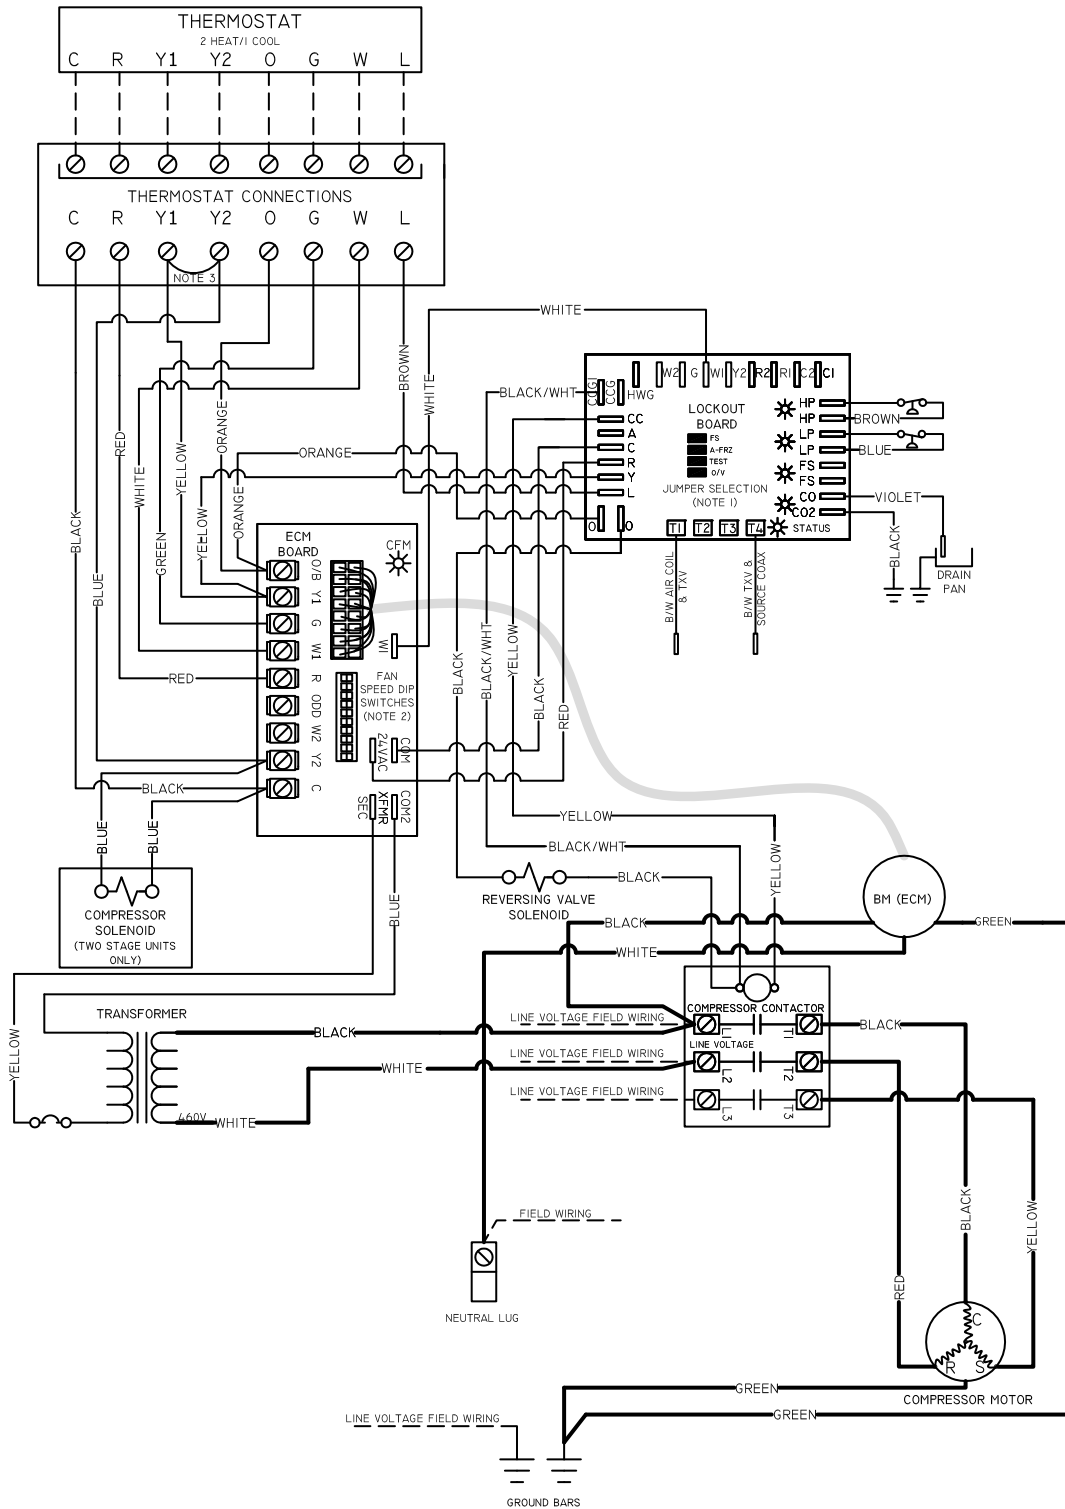 THERMOSTAT
2 HEAT/1 COOL
C R Y1 Y2 O G W L
THERMOSTAT CONNECTIONS
C R Y1 Y2 O G W L
NOTE 3
WHITE
BROWN
WHITE
BLACK/WHT
ORANGE
RED
ORANGE
YELLOW
WHITE
ORANGE
YELLOW
BLACK
GREEN
BLUE
CCG1
CCG
HWG
W2
G
W1
Y2
R2
R1
C2
C1
CC
A
C
R
Y
L
O
O
LOCKOUT
BOARD
FS
A-FRZ
TEST
O/V
JUMPER SELECTION
(NOTE 1)
T1
T2
T3
T4
STATUS
HP
HP
LP
LP
FS
FS
CO
CO2
BROWN
BLUE
VIOLET
BLACK
DRAIN
PAN
B/W AIR COIL
& TXV
B/W TXV &
SOURCE COAX
ECM
BOARD
CFM
O/B
Y1
G
W1
R
ODD
W2
Y2
C
W1
FAN
SPEED DIP
SWITCHES
(NOTE 2)
24VAC
COM
SEC
XFMR
COM2
RED
BLACK
BLACK
BLACK/WHT
YELLOW
BLACK
RED
BLUE
BLUE
BLUE
COMPRESSOR
SOLENOID
(TWO STAGE UNITS
ONLY)
YELLOW
BLACK/WHT
YELLOW
BLACK
REVERSING VALVE
SOLENOID
BM (ECM)
BLACK
GREEN
WHITE
TRANSFORMER
YELLOW
BLACK
WHITE
460V
WHITE
COMPRESSOR CONTACTOR
LINE VOLTAGE FIELD WIRING
L1
T1
BLACK
LINE VOLTAGE
LINE VOLTAGE FIELD WIRING
L2
T2
LINE VOLTAGE FIELD WIRING
L3
T3
BLACK
YELLOW
RED
FIELD WIRING
NEUTRAL LUG
C
R
S
COMPRESSOR MOTOR
GREEN
GREEN
LINE VOLTAGE FIELD WIRING
GROUND BARS